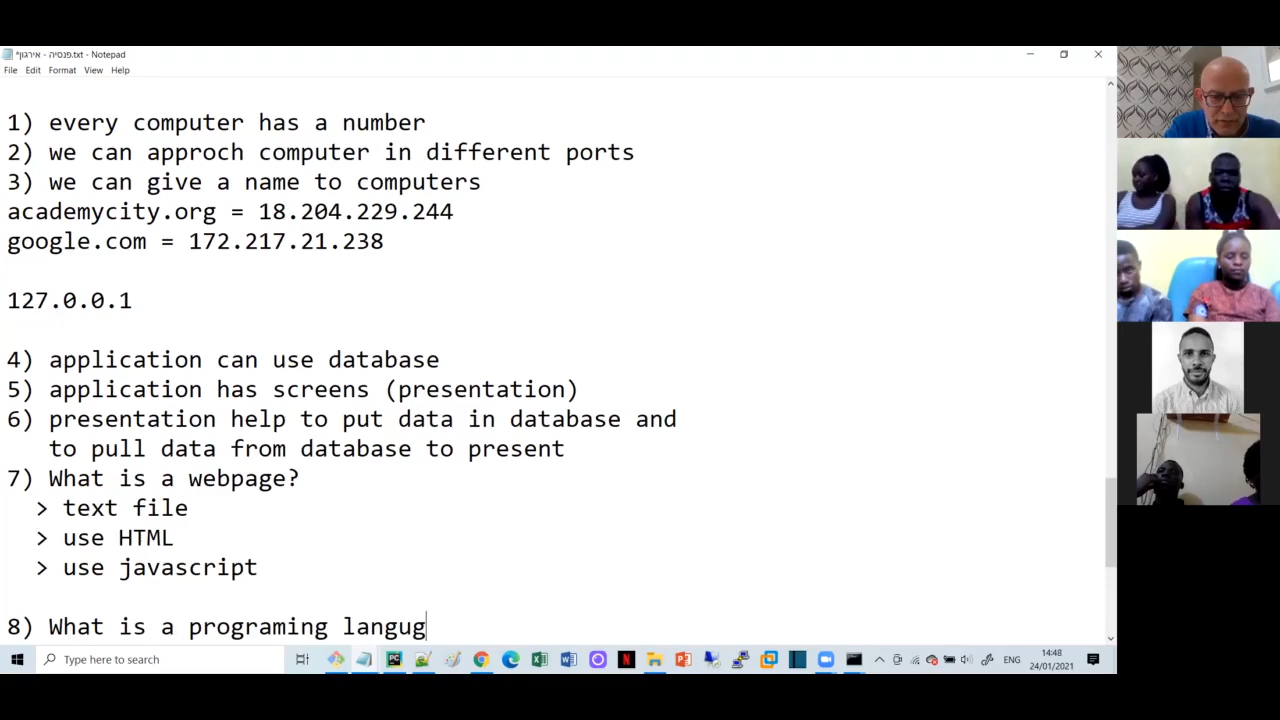 *פנסיה - אירגון.txt - Notepad
File Edit Format View Help
1) every computer has a number
2) we can approch computer in different ports
3) we can give a name to computers
academycity.org = 18.204.229.244
google.com = 172.217.21.238
127.0.0.1
4) application can use database
5) application has screens (presentation)
6) presentation help to put data in database and
to pull data from database to present
7) What is a webpage?
> text file
> use HTML
> use javascript
8) What is a programing langug
Type here to search
ENG
14:48
24/01/2021